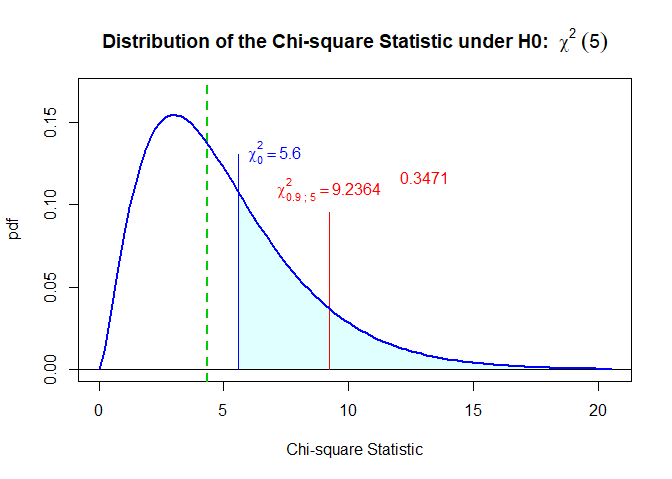 Distribution of the Chi-square Statistic under H0: χ² (5)
χ²₀ = 5.6
χ²₀.₉ ; ₅ = 9.2364
0.3471
pdf
0.15
0.10
0.05
0.00
0 5 10 15 20
Chi-square Statistic